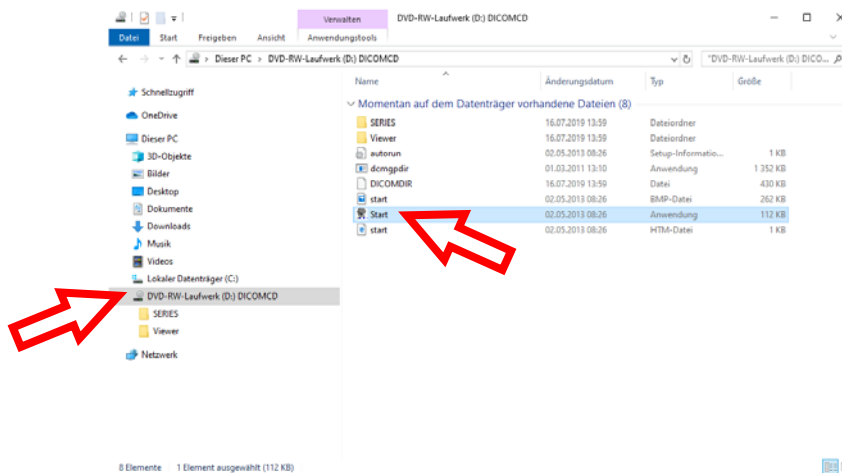 Verwalten DVD-RW-Laufwerk (D:) DICOMCD
Datei Start Freigeben Ansicht Anwendungstools
Dieser PC > DVD-RW-Laufwerk (D:) DICOMCD "DVD-RW-Laufwerk (D:) DICO...
Name Änderungsdatum Typ Größe
Schnellzugriff
OneDrive
Dieser PC
3D-Objekte
Bilder
Desktop
Dokumente
Downloads
Musik
Videos
Lokaler Datenträger (C:)
DVD-RW-Laufwerk (D:) DICOMCD
SERIES
Viewer
Netzwerk
Momentan auf dem Datenträger vorhandene Dateien (8)
SERIES 16.07.2019 13:59 Dateiordner
Viewer 16.07.2019 13:59 Dateiordner
autorun 02.05.2013 08:26 Setup-Informatio... 1 KB
dcmgpdir 01.03.2011 13:10 Anwendung 1 352 KB
DICOMDIR 16.07.2019 13:59 Datei 430 KB
start 02.05.2013 08:26 BMP-Datei 262 KB
Start 02.05.2013 08:26 Anwendung 112 KB
start 02.05.2013 08:26 HTM-Datei 1 KB
8 Elemente 1 Element ausgewählt (112 KB)